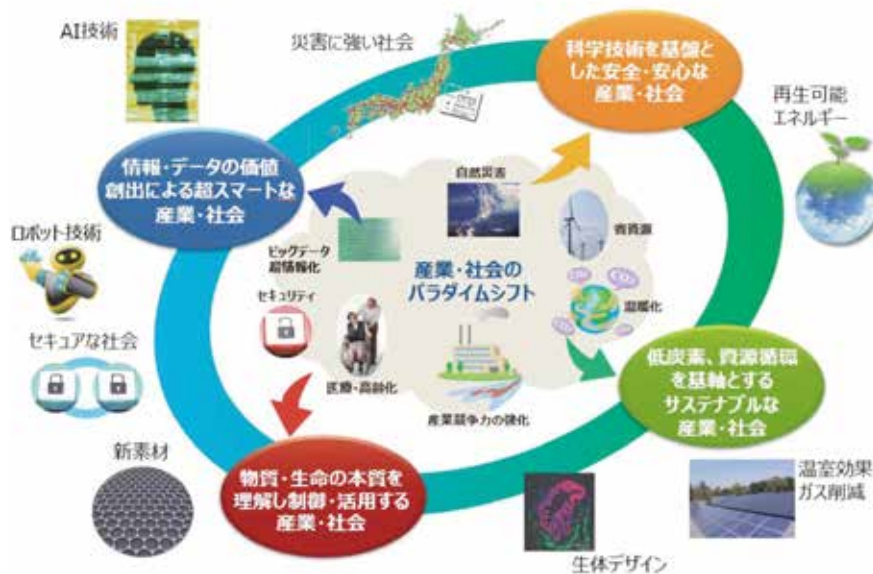 AI技術
災害に強い社会
科学技術を基盤と
した安全・安心な
産業・社会
再生可能
エネルギー
情報・データの価値
創出による超スマートな
産業・社会
自然災害
省資源
ロボット技術
ビッグデータ
超情報化
産業・社会の
パラダイムシフト
セキュリティ
温暖化
セキュアな社会
医療・高齢化
産業競争力の強化
低炭素、資源循環
を基軸とする
サステナブルな
産業・社会
新素材
物質・生命の本質を
理解し制御・活用する
産業・社会
温室効果
ガス削減
生体デザイン